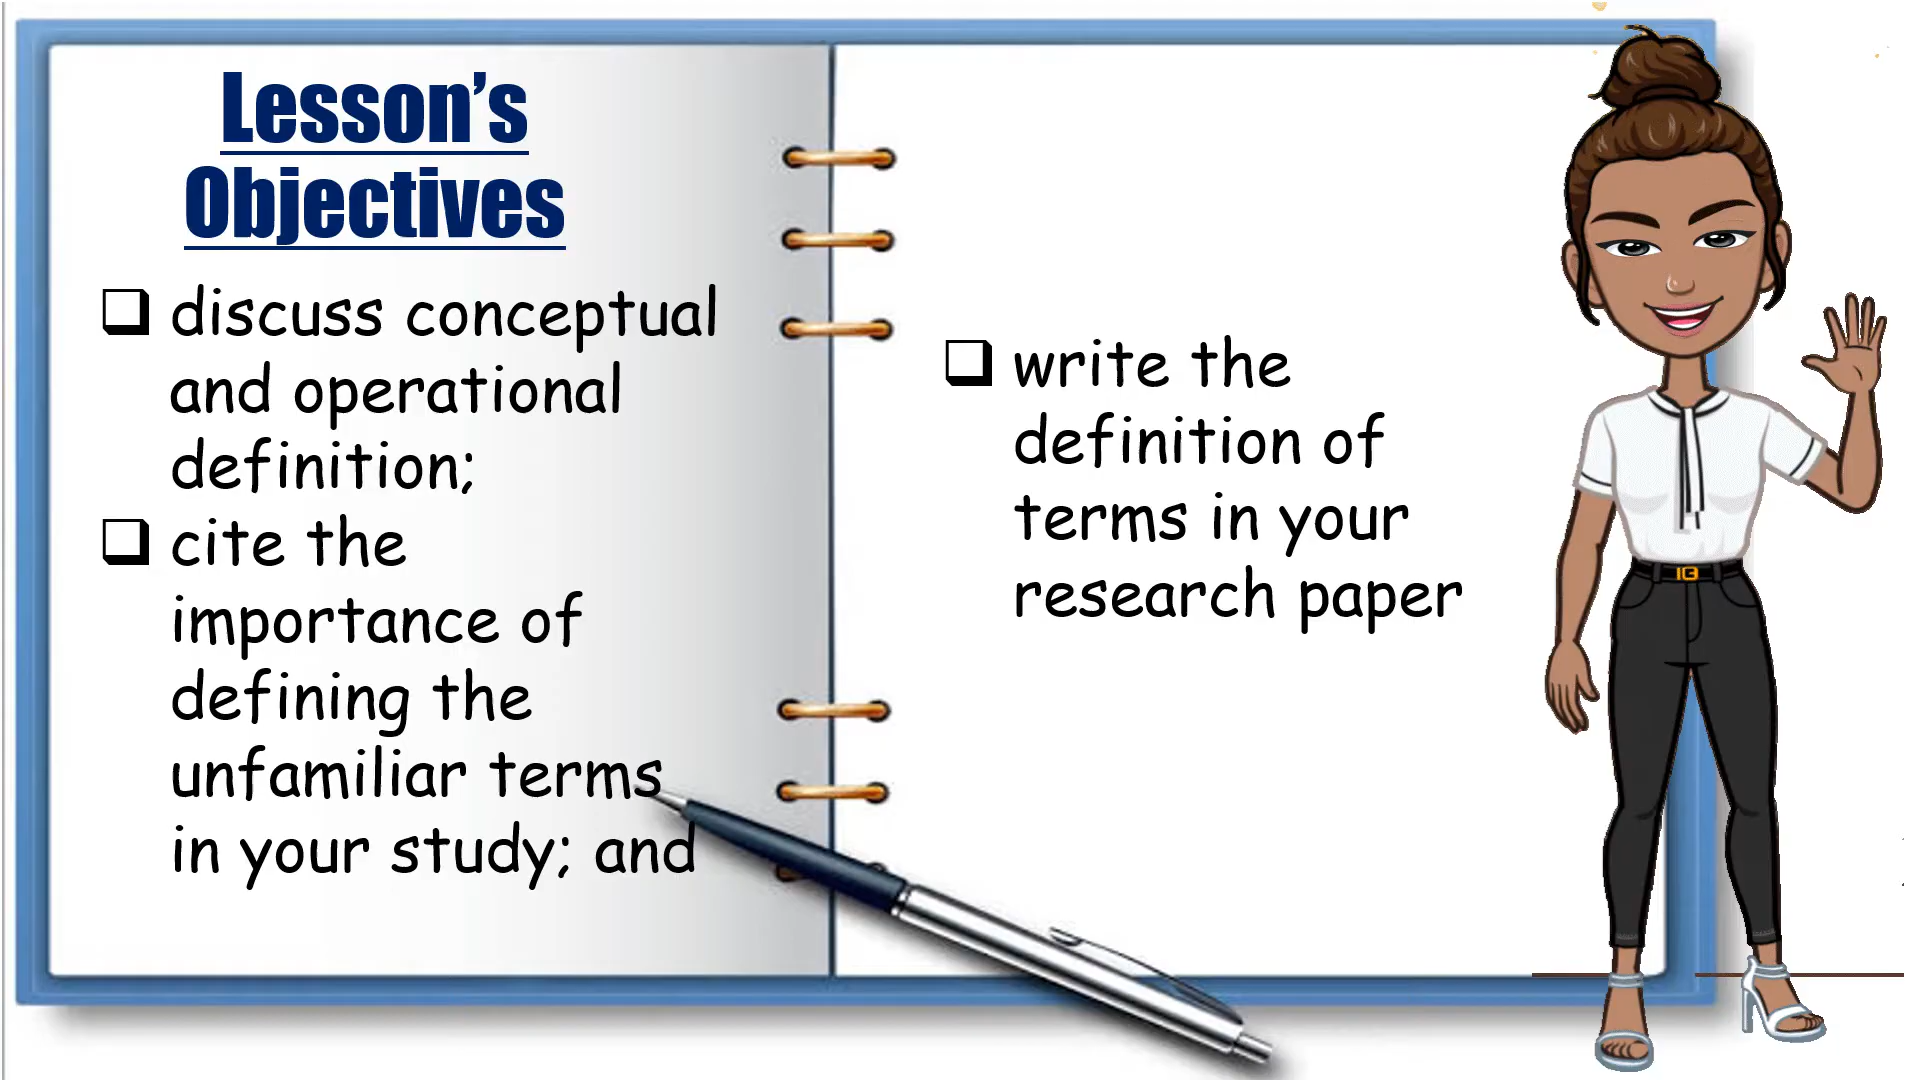 Lesson’s
Objectives
❑ discuss conceptual
and operational
definition;
❑ cite the
importance of
defining the
unfamiliar terms
in your study; and
❑ write the
definition of
terms in your
research paper